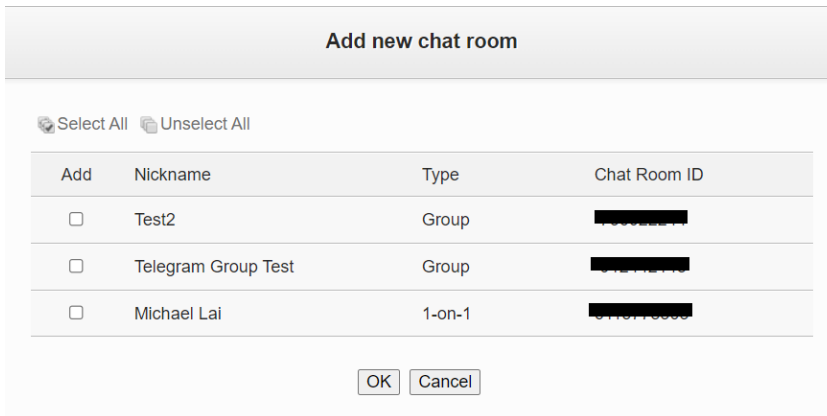 Add new chat room
Select All Unselect All
Add Nickname Type Chat Room ID
Test2 Group
Telegram Group Test Group
Michael Lai 1-on-1
OK Cancel